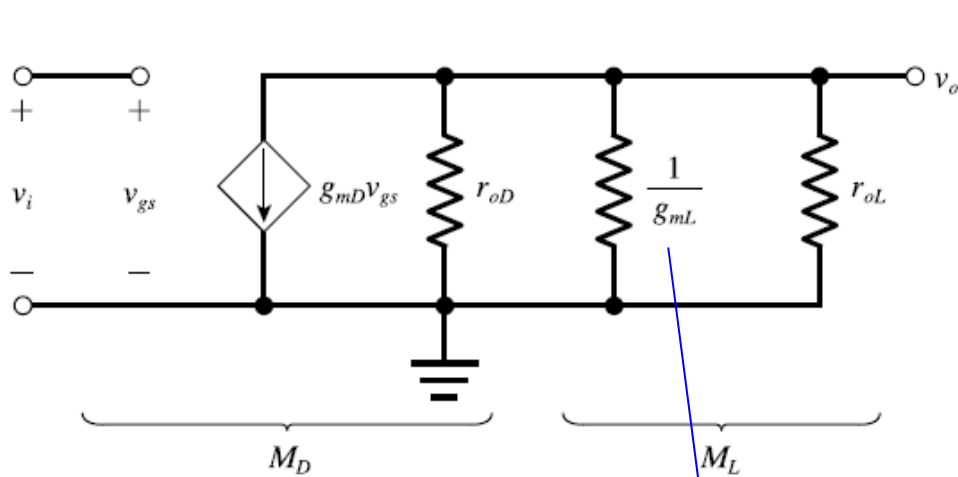 v_o
+ +
v_i v_gs g_mD v_gs r_oD 1/g_mL r_oL
— —
M_D M_L